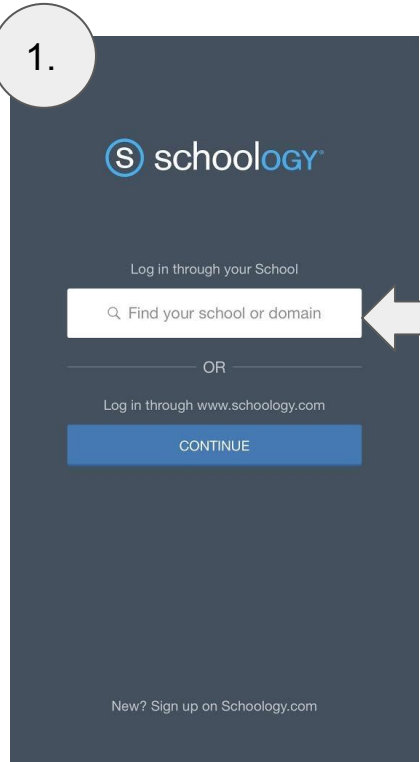 1.
S schoology
Log in through your School
Find your school or domain
OR
Log in through www.schoology.com
CONTINUE
New? Sign up on Schoology.com